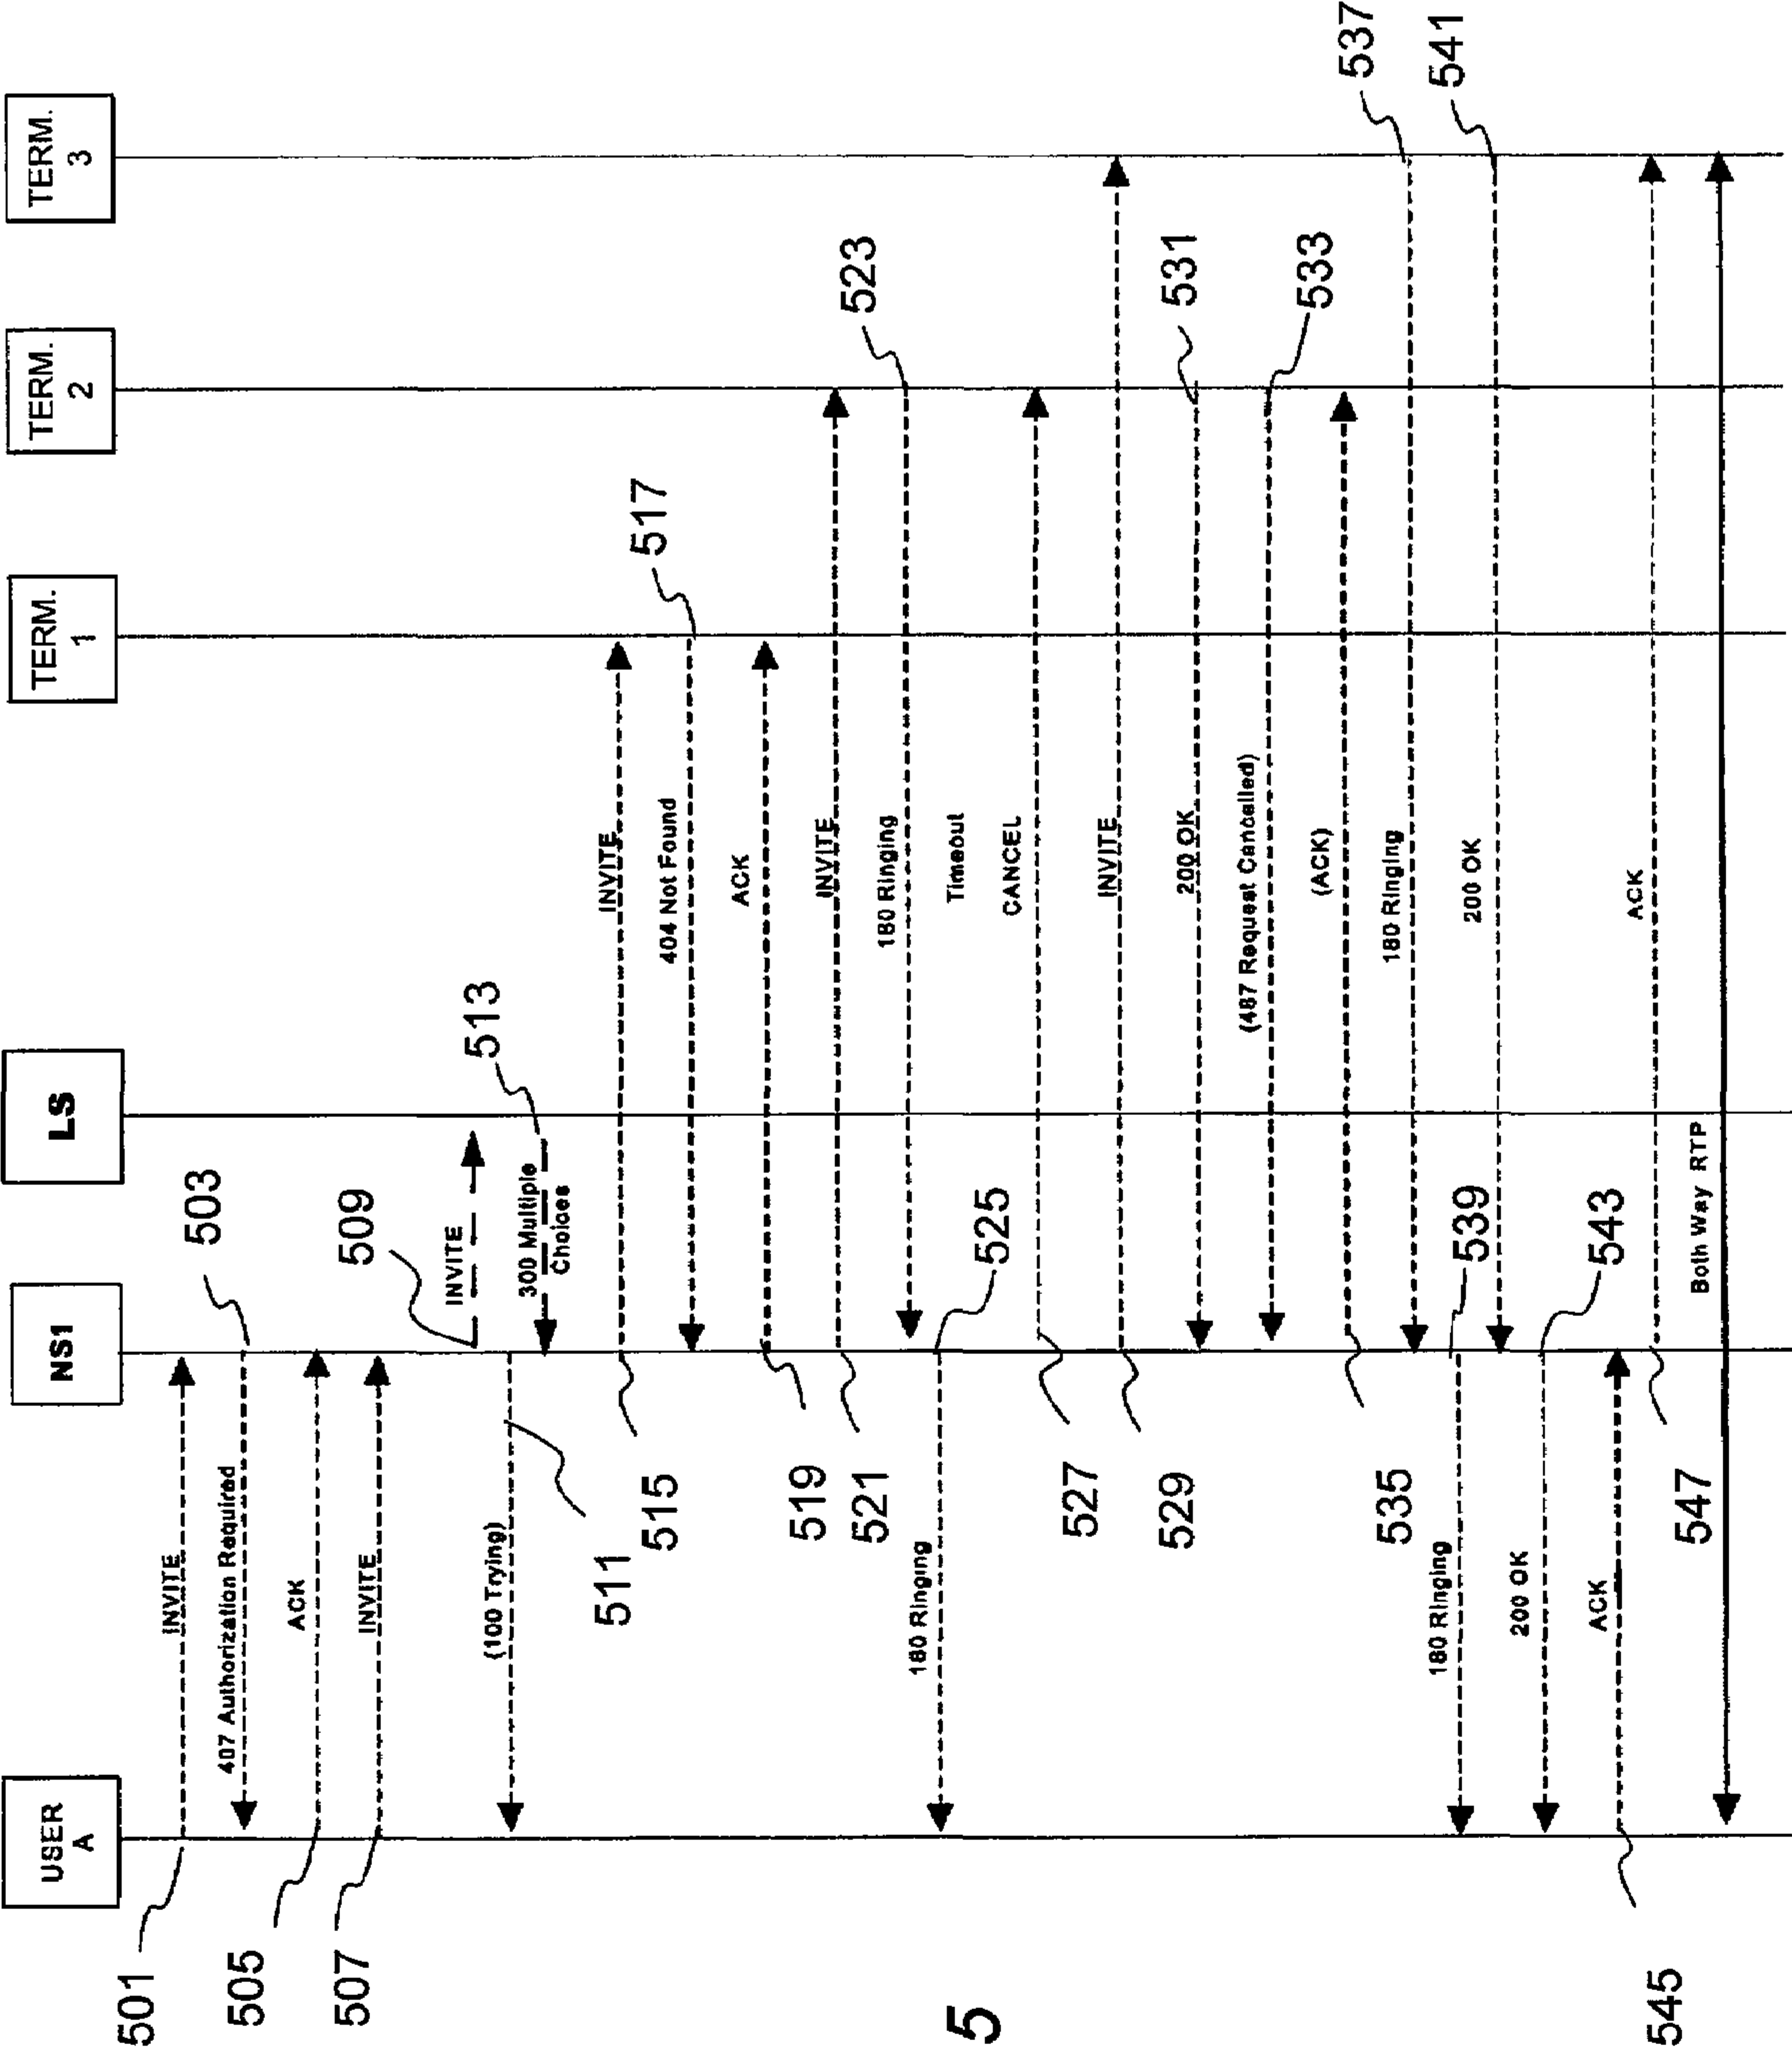 USER
A
NS1
LS
TERM.
1
TERM.
2
TERM.
3
501
INVITE
407 Authorization Required
503
505
ACK
507
INVITE
509
INVITE
(100 Trying)
511
300 Multiple
Choices
513
515
INVITE
404 Not Found
517
519
ACK
521
INVITE
180 Ringing
523
180 Ringing
525
Timeout
527
CANCEL
529
INVITE
200 OK
531
(487 Request Cancelled)
533
535
(ACK)
180 Ringing
537
180 Ringing
539
200 OK
541
200 OK
543
545
ACK
547
ACK
Both Way RTP
5